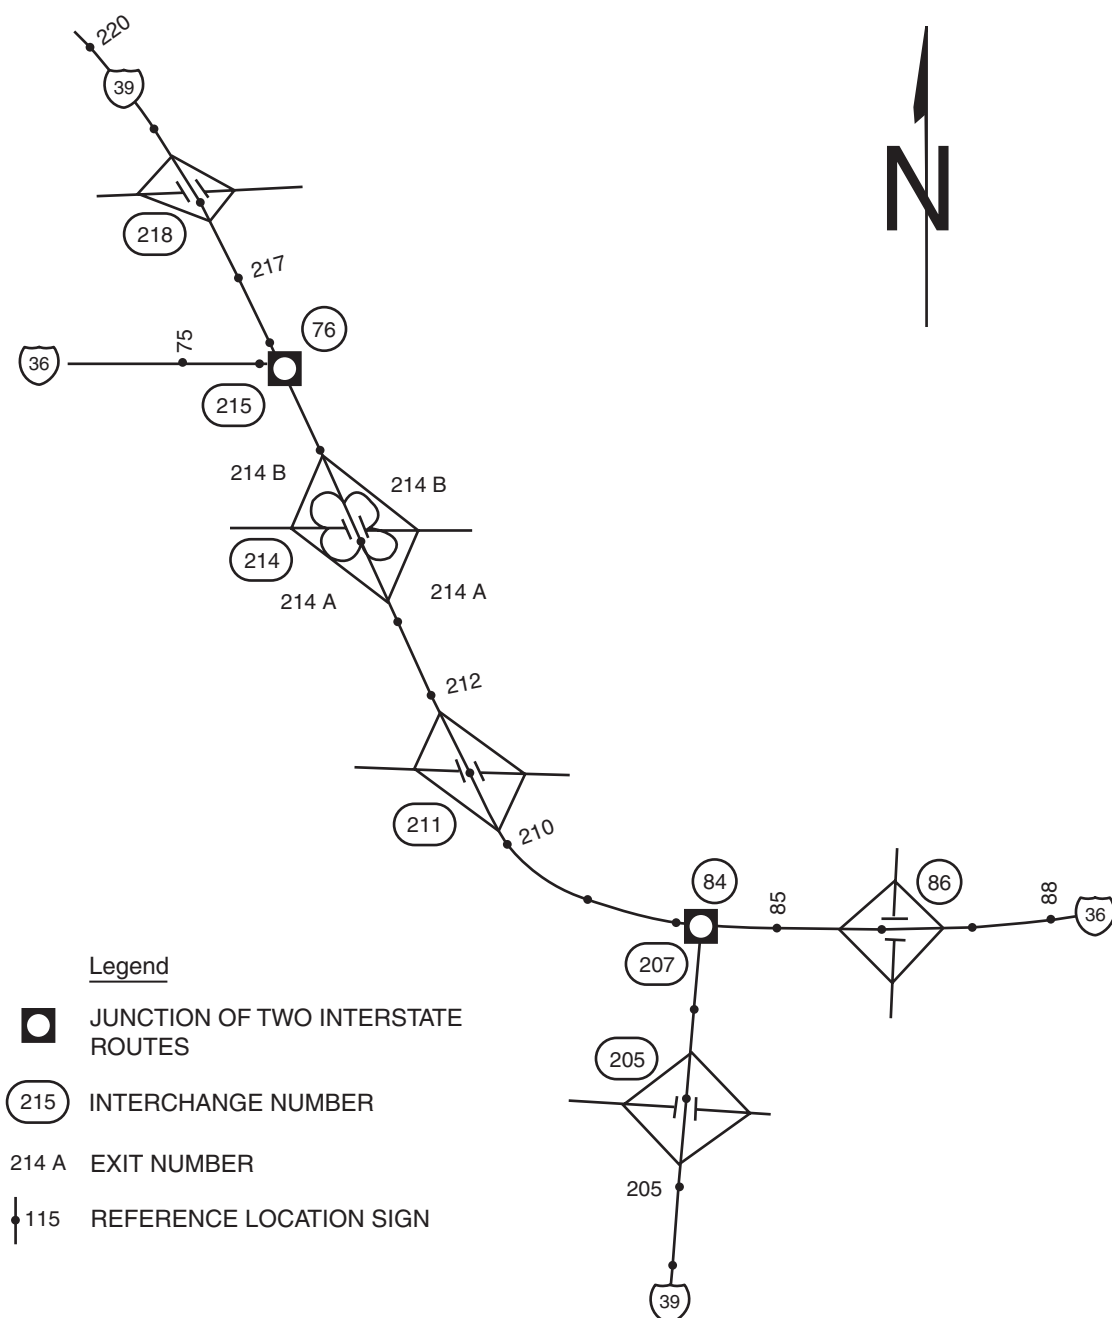 220
39
N
218
217
76
75
36
215
214 B
214 B
214
214 A
214 A
212
211
210
84
86
85
88
36
207
205
205
39
Legend
JUNCTION OF TWO INTERSTATE
ROUTES
215 INTERCHANGE NUMBER
214 A EXIT NUMBER
115 REFERENCE LOCATION SIGN